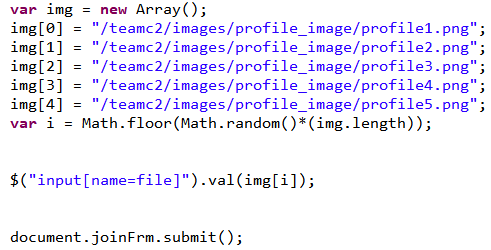 var img = new Array();
img[0] = "/teamc2/images/profile_image/profile1.png";
img[1] = "/teamc2/images/profile_image/profile2.png";
img[2] = "/teamc2/images/profile_image/profile3.png";
img[3] = "/teamc2/images/profile_image/profile4.png";
img[4] = "/teamc2/images/profile_image/profile5.png";
var i = Math.floor(Math.random()*(img.length));
$("input[name=file]").val(img[i]);
document.joinFrm.submit();